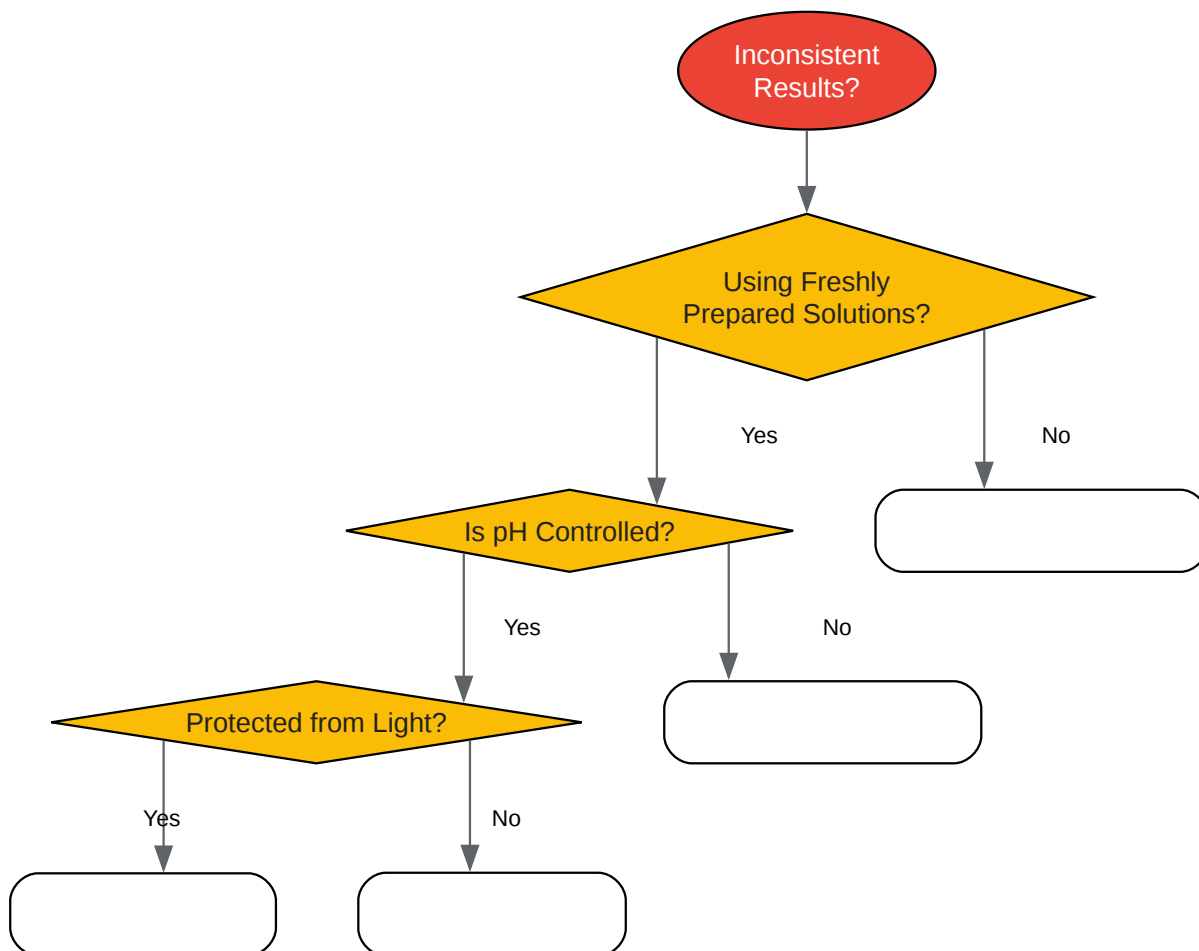 Inconsistent
Results?
Using Freshly
Prepared Solutions?
Yes
No
Is pH Controlled?
Yes
No
Protected from Light?
Yes
No